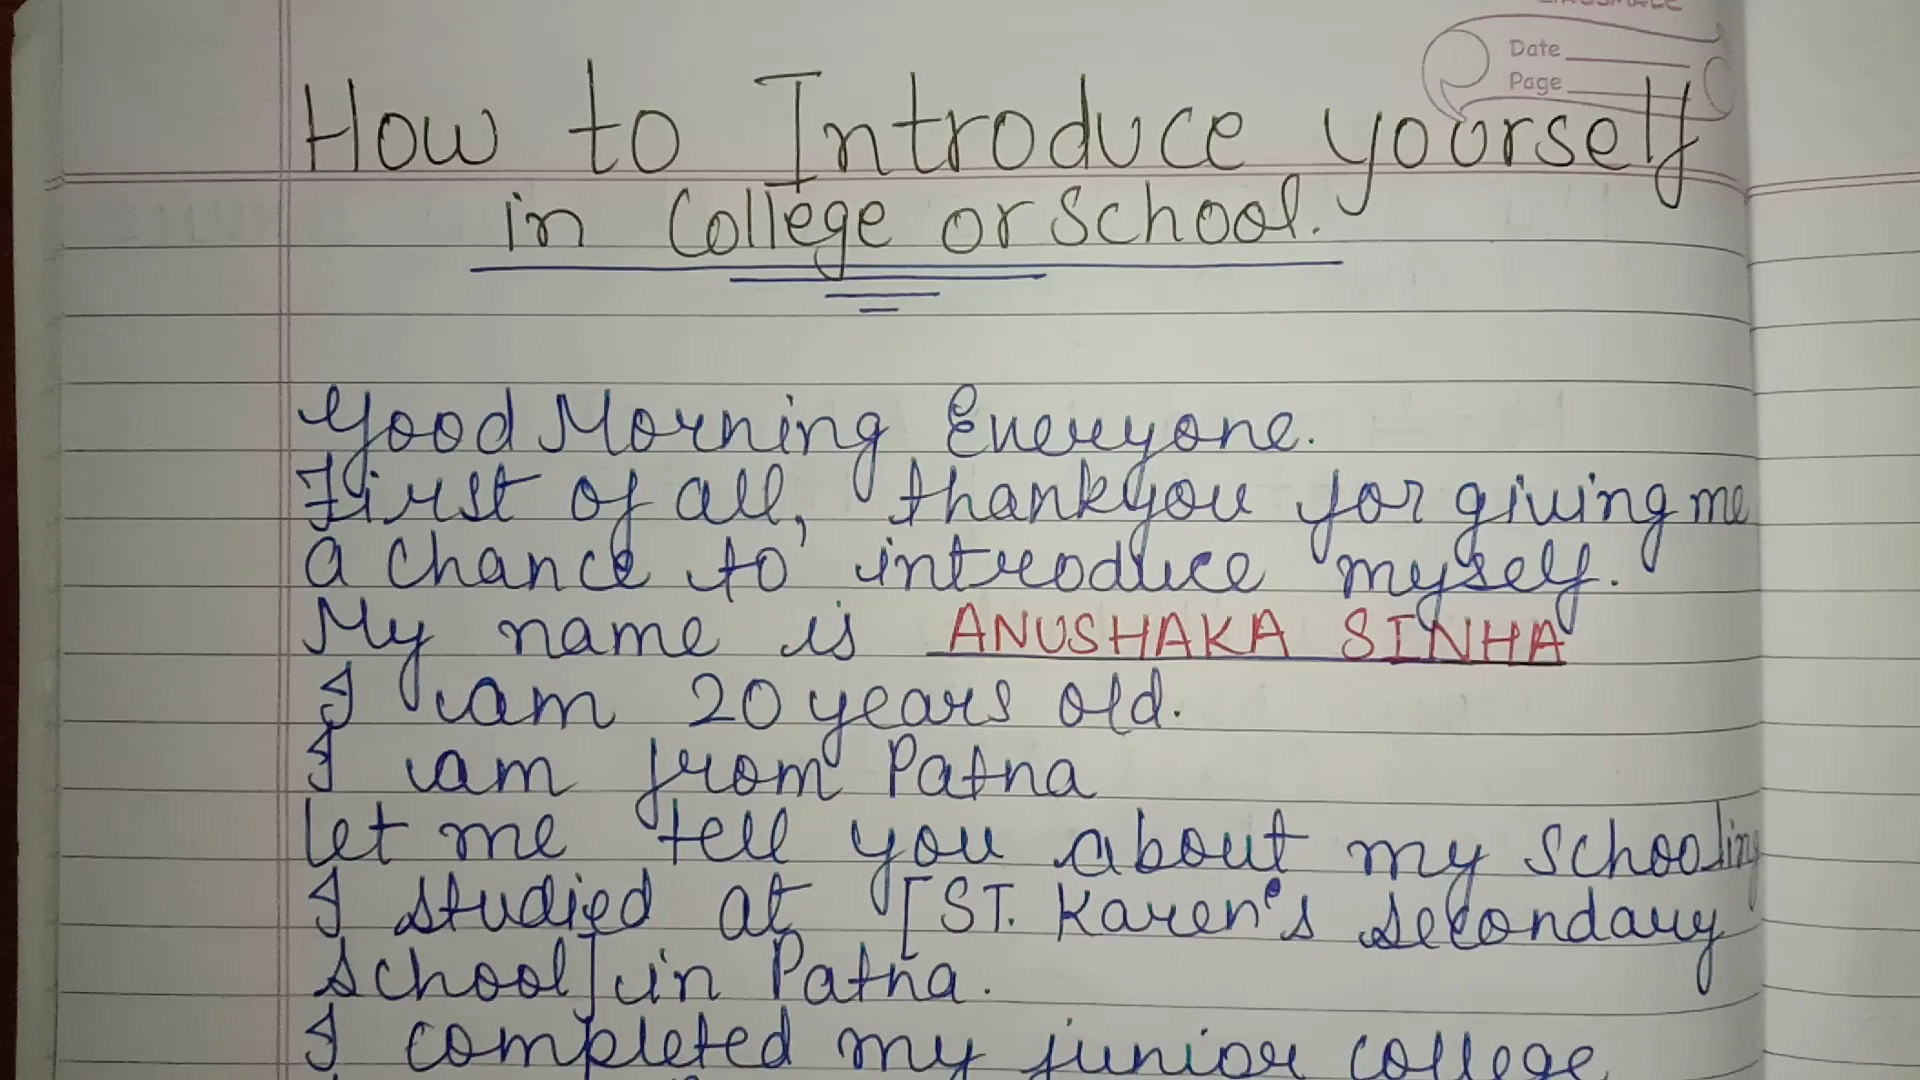 Date
Page
How to Introduce yourself
in College or School.
Good Morning Everyone.
First of all, thankyou for giving me
a chance to introduce myself.
My name is ANUSHAKA SINHA
I am 20 years old.
I am from Patna
let me tell you about my schooling
I studied at [ST. Karen's secondary
school] in Patna.
I completed my junior college